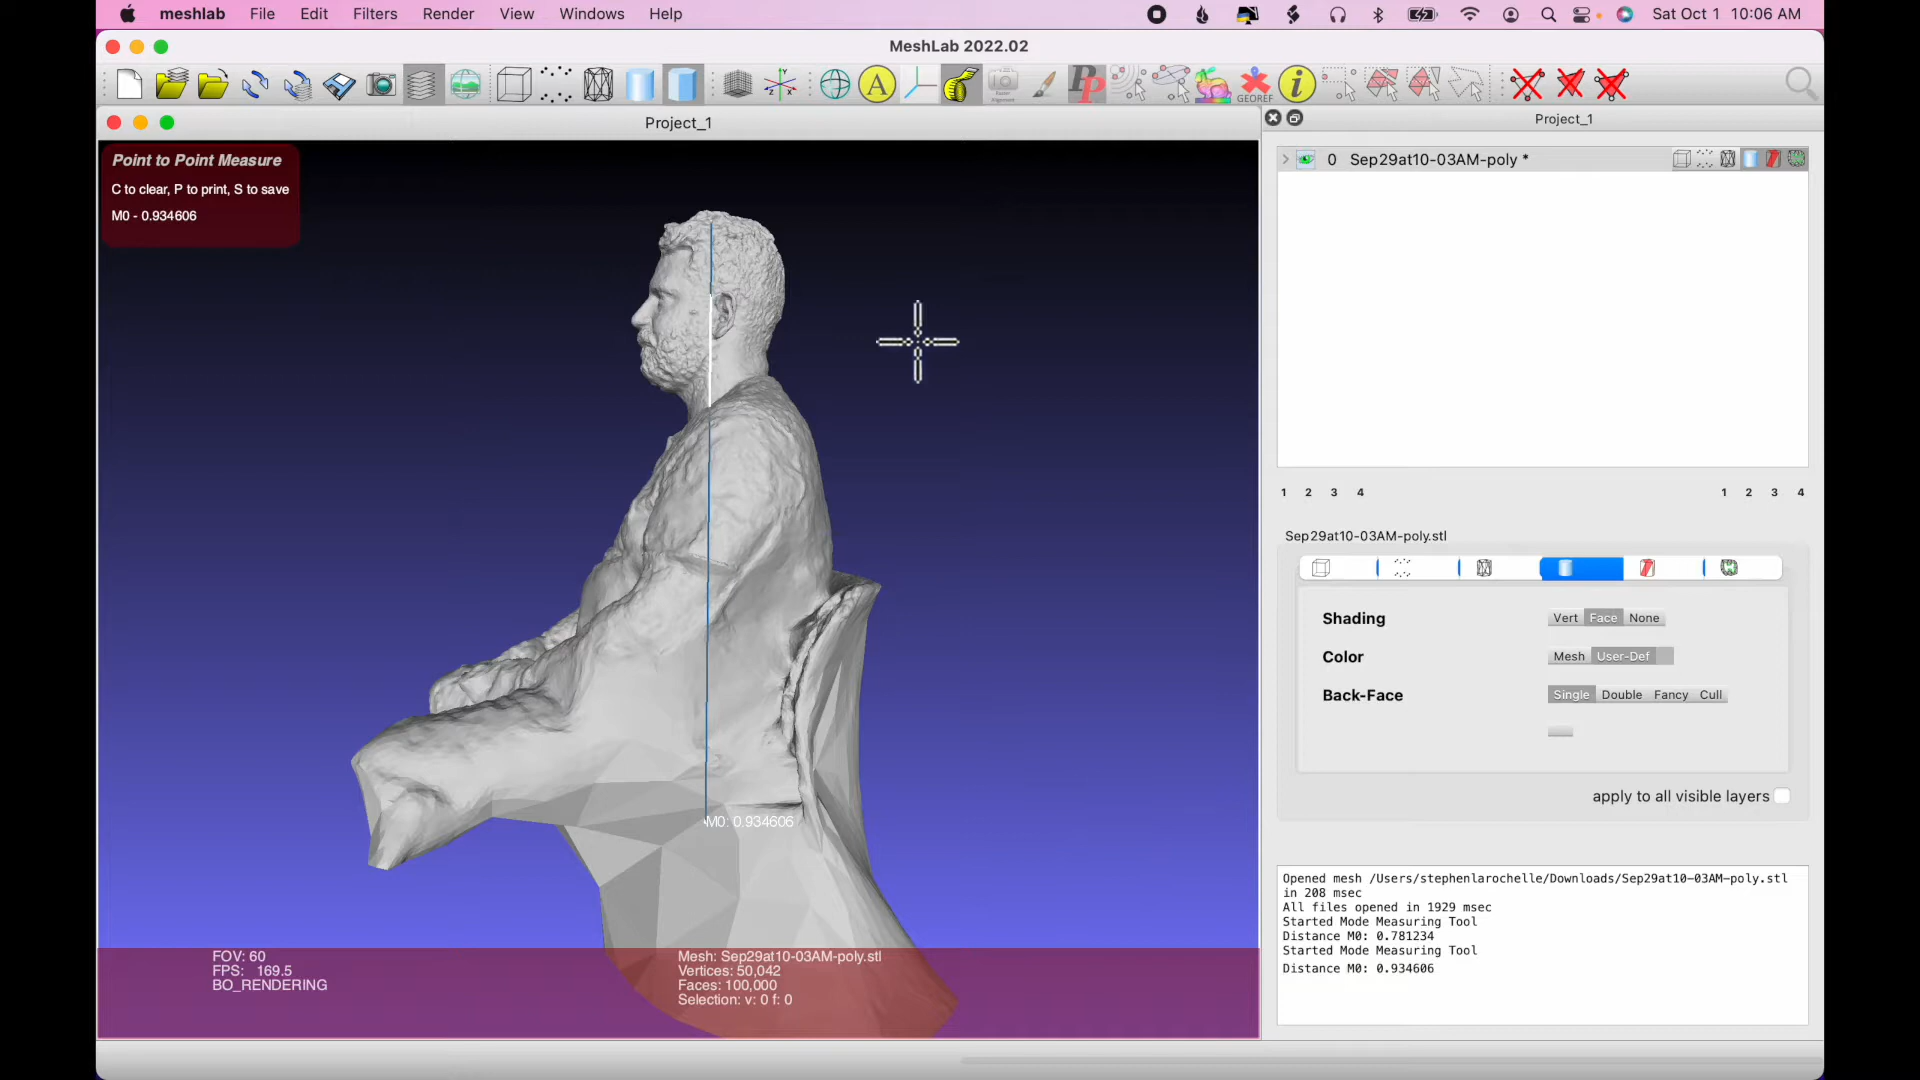 meshlab File Edit Filters Render View Windows Help Sat Oct 1 10:06 AM
MeshLab 2022.02
A Pp GEOREF i
Project_1
Project_1
Point to Point Measure
C to clear, P to print, S to save
M0 - 0.934606
0 Sep29at10-03AM-poly *
1 2 3 4 1 2 3 4
Sep29at10-03AM-poly.stl
Shading Vert Face None
Color Mesh User-Def
Back-Face Single Double Fancy Cull
apply to all visible layers
M0: 0.934606
Opened mesh /Users/stephenlarochelle/Downloads/Sep29at10-03AM-poly.stl
in 208 msec
All files opened in 1929 msec
Started Mode Measuring Tool
Distance M0: 0.781234
Started Mode Measuring Tool
Distance M0: 0.934606
FOV: 60
FPS: 169.5
BO_RENDERING
Mesh: Sep29at10-03AM-poly.stl
Vertices: 50,042
Faces: 100,000
Selection: v: 0 f: 0